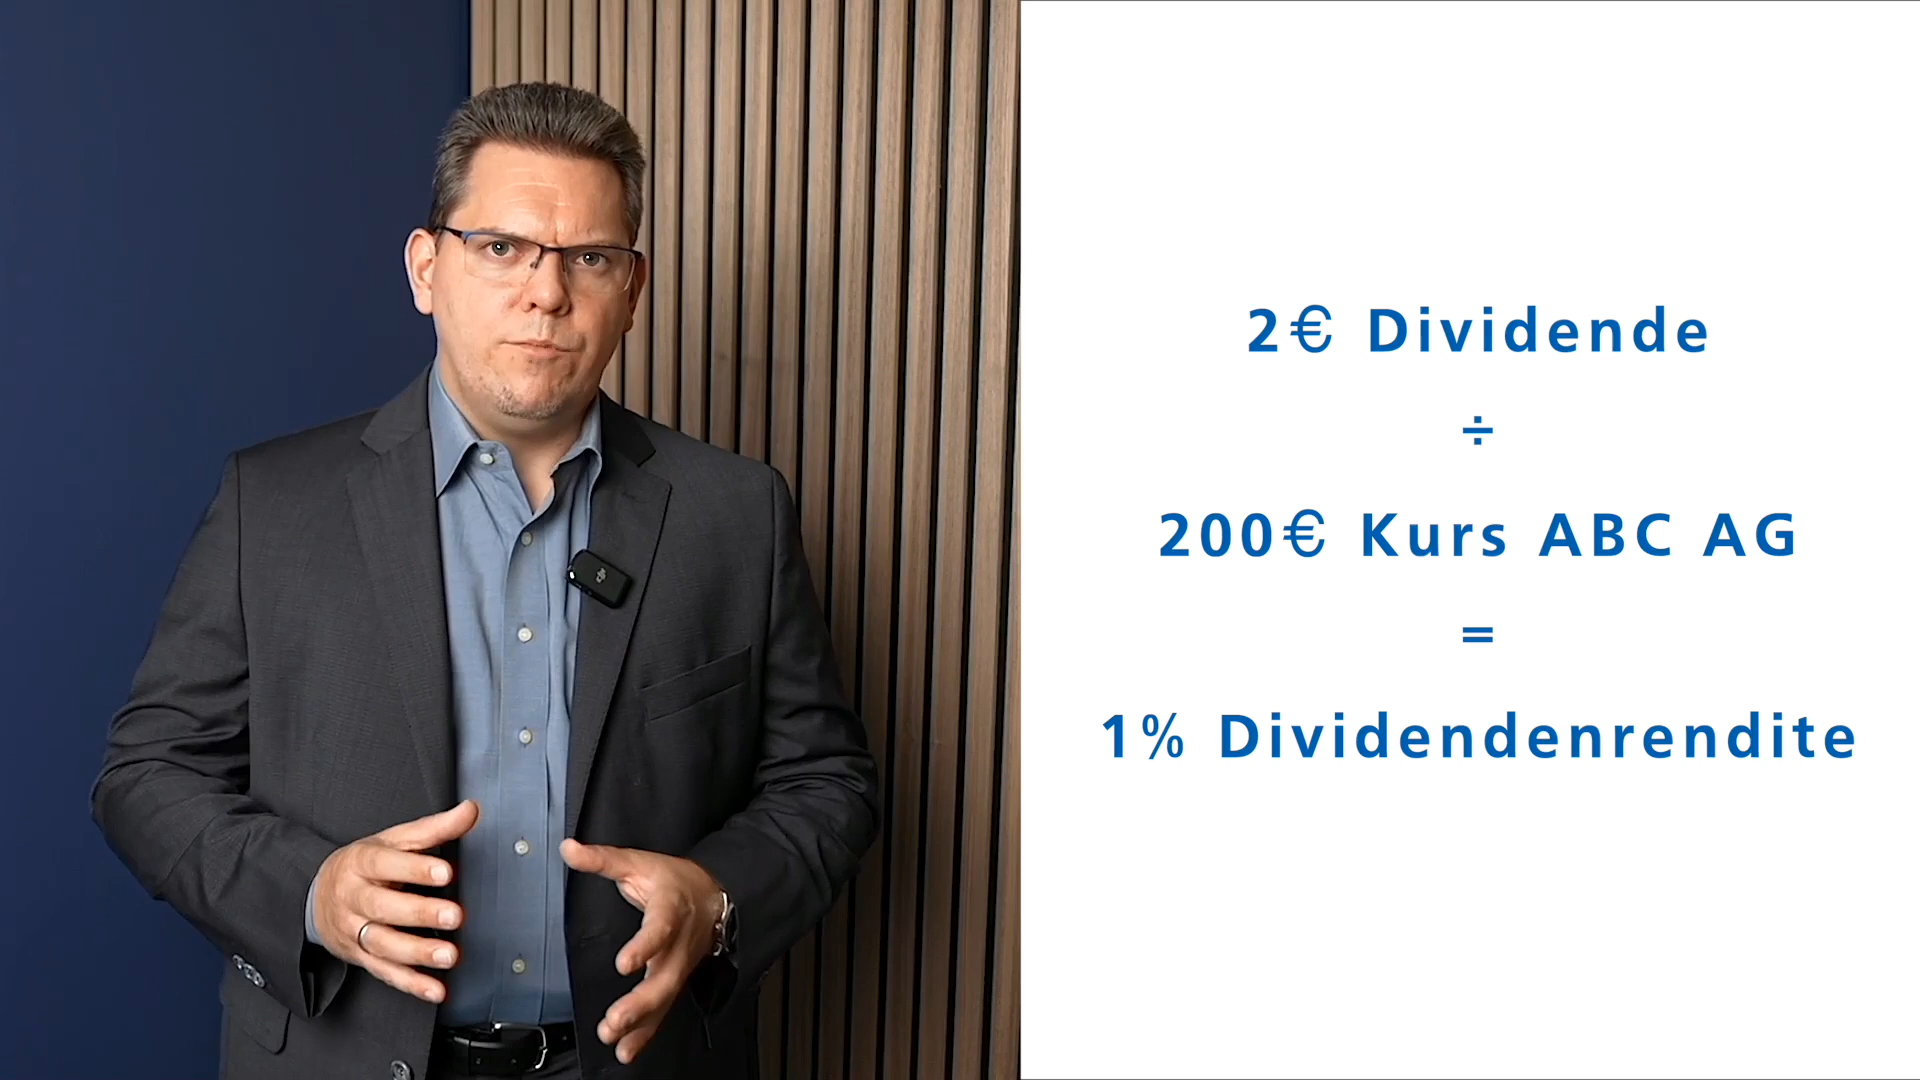 2€ Dividende
÷
200€ Kurs ABC AG
=
1% Dividendenrendite